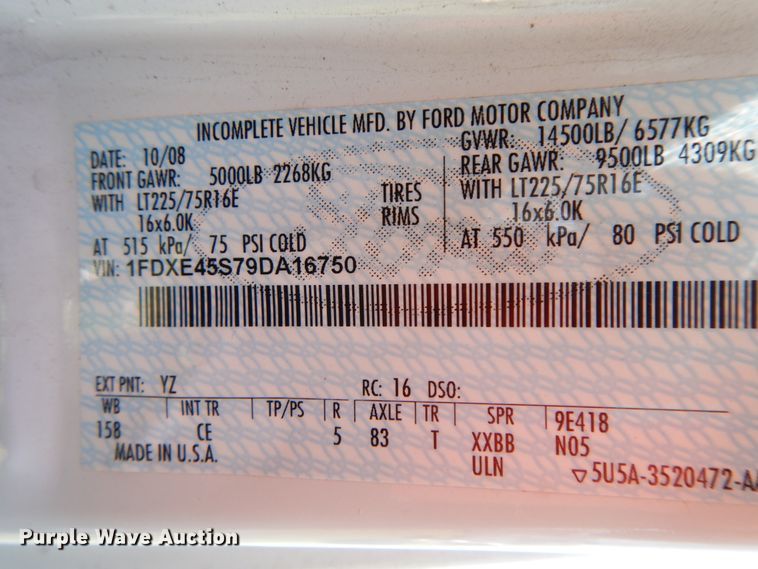 INCOMPLETE VEHICLE MFD. BY FORD MOTOR COMPANY
DATE: 10/08
GVWR: 14500LB/ 6577KG
FRONT GAWR: 5000LB 2268KG
REAR GAWR: 9500LB 4309KG
WITH LT225/75R16E
TIRES
WITH LT225/75R16E
16x6.0K
RIMS
16x6.0K
AT 515 kPa/ 75 PSI COLD
AT 550 kPa/ 80 PSI COLD
VIN: 1FDXE45S79DA16750
EXT PNT: YZ
RC: 16 DSO:
WB INT TR TP/PS R AXLE TR SPR 9E418
158 CE 5 83 T XXBB N05
MADE IN U.S.A.
ULN
▽5U5A-3520472-A
Purple Wave Auction